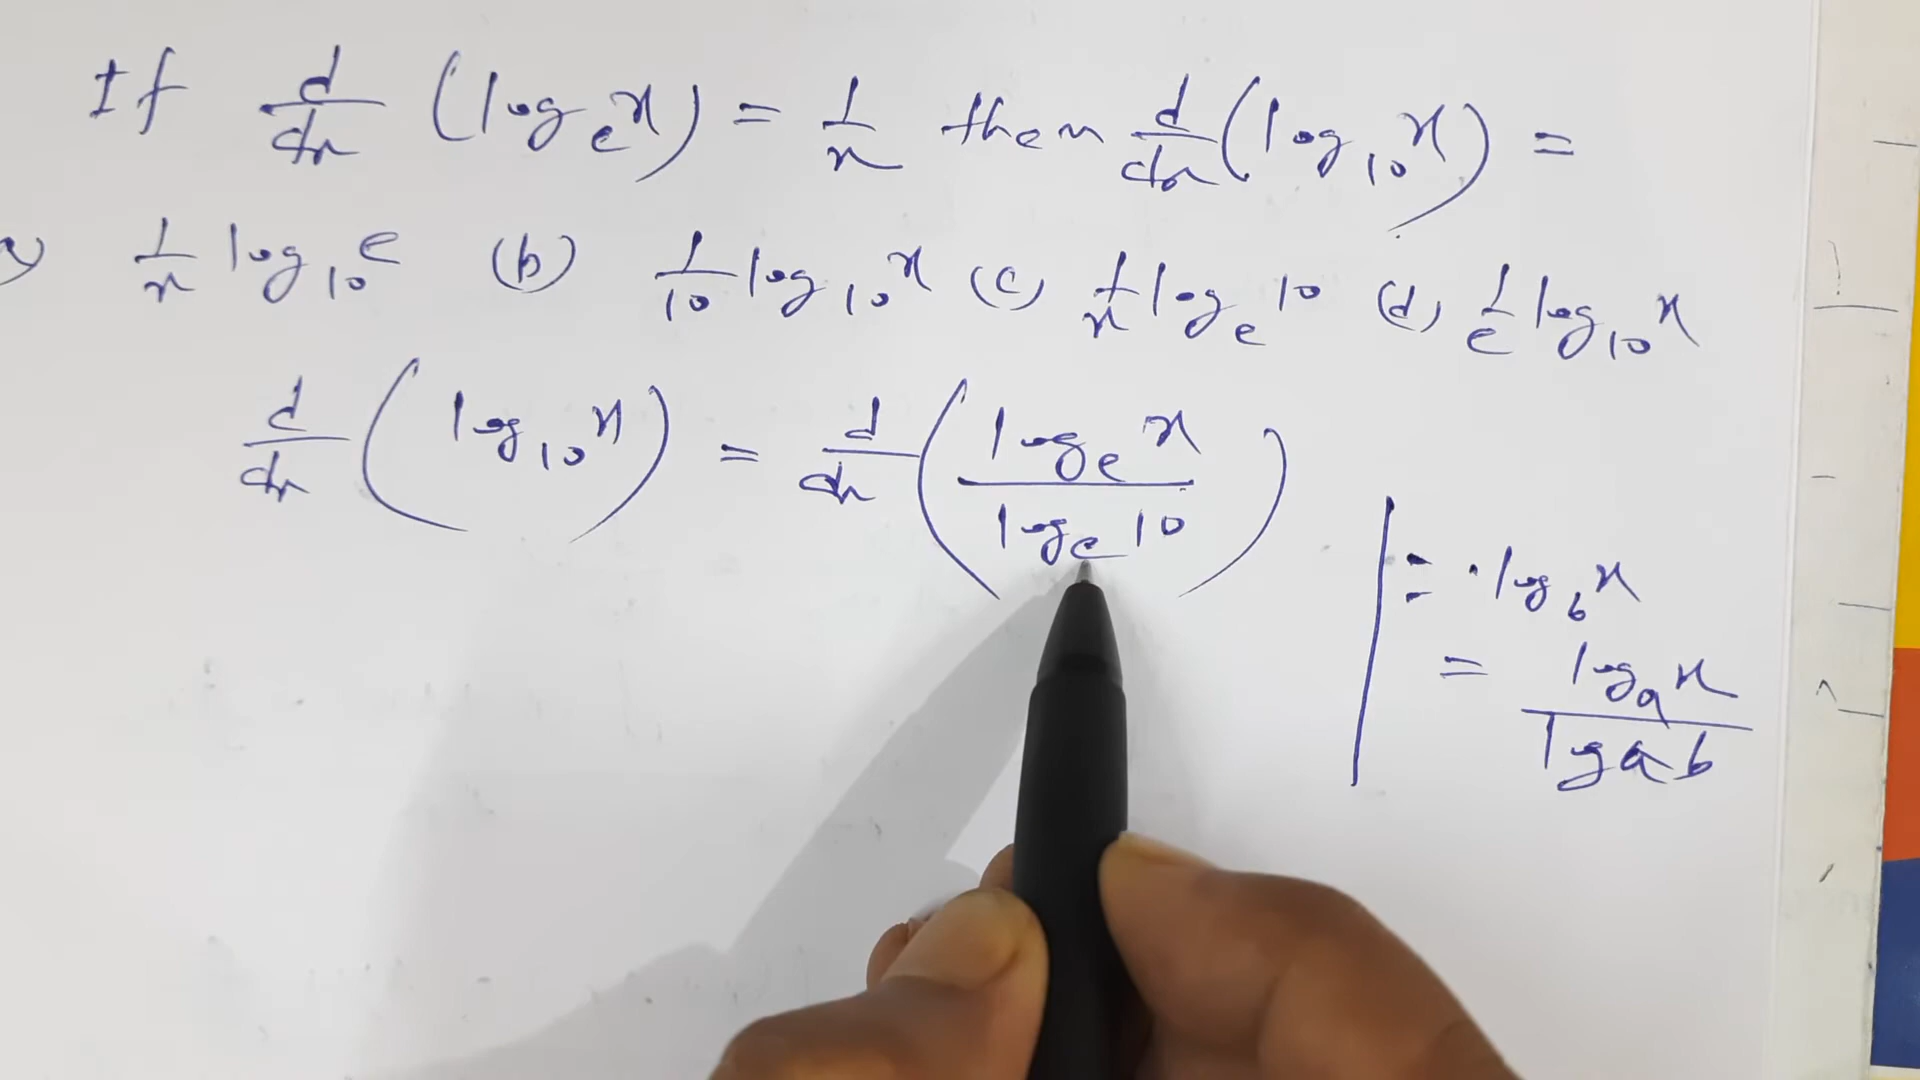 If d/dx (log_e x) = 1/x then d/dx (log_10 x) =
1/x log_10 e (b) 1/10 log_10 x (c) 1/x log_e 10 (d) 1/e log_10 x
d/dx (log_10 x) = d/dx (log_e x / log_e 10)
= log_b x
= log_a x / log_a b